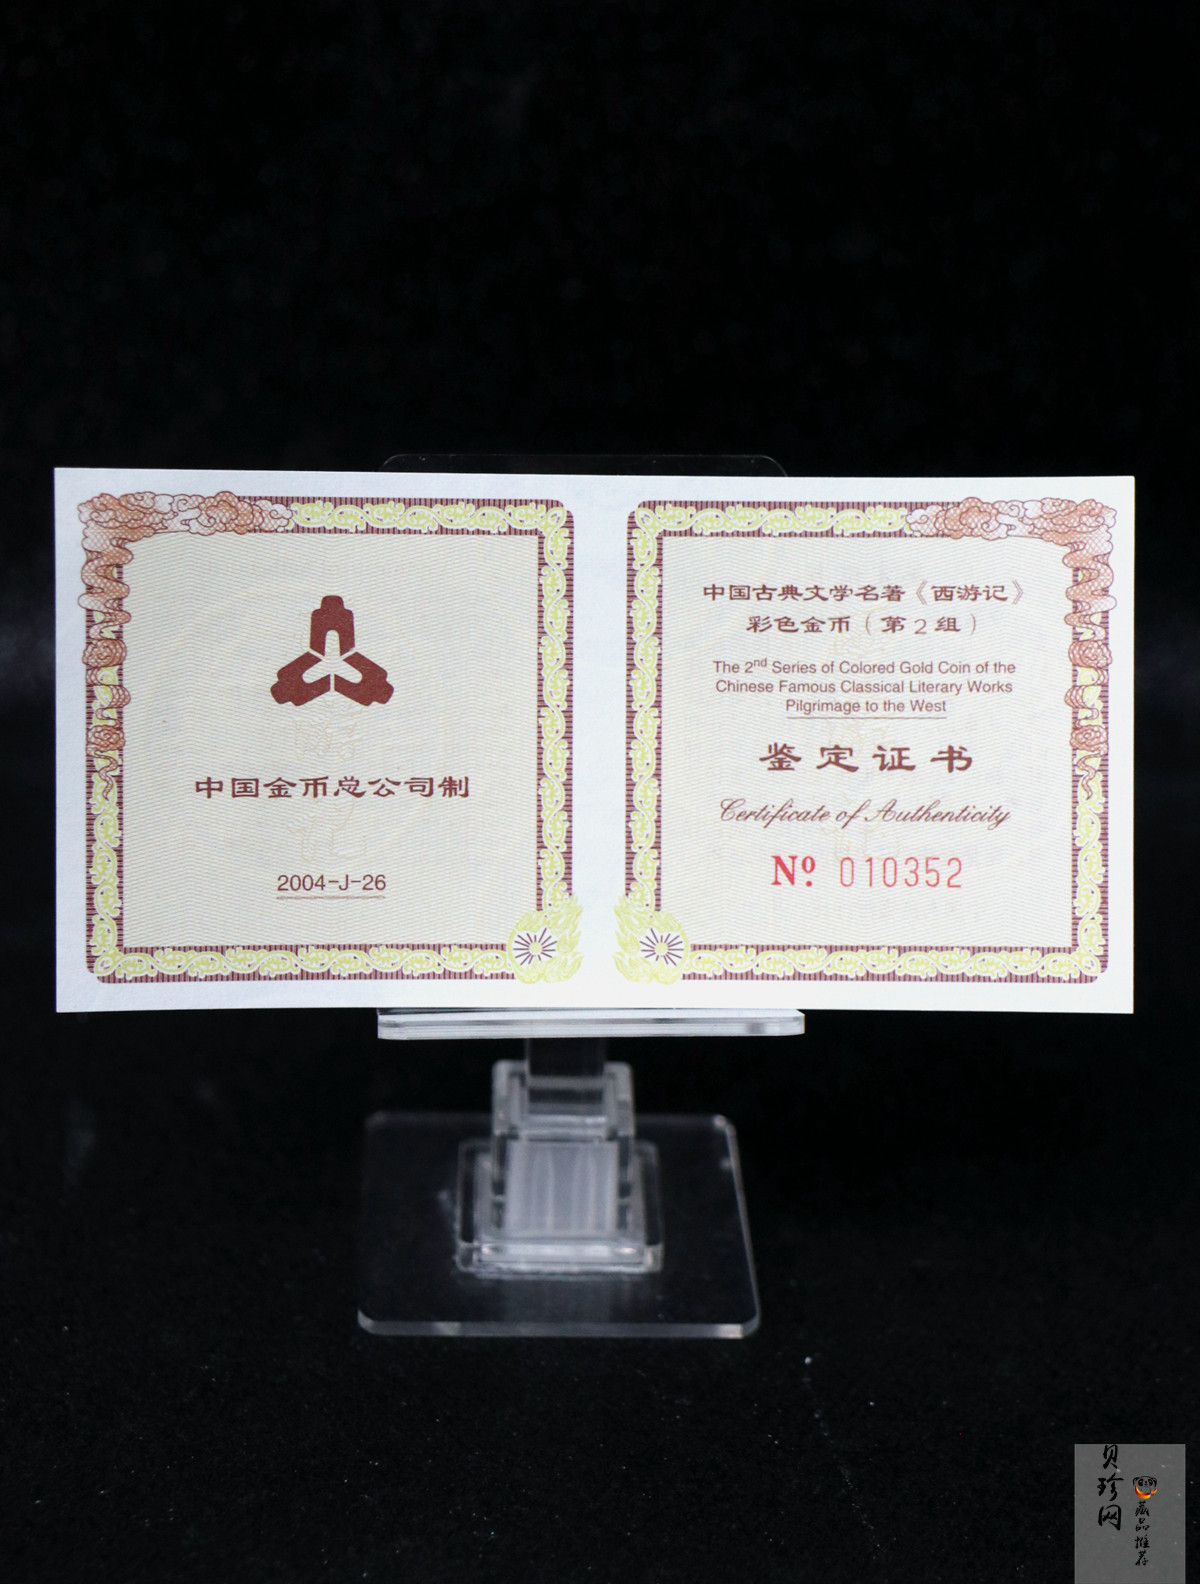 中国金币总公司制
2004-J-26
中国古典文学名著《西游记》
彩色金币（第2组）
The 2nd Series of Colored Gold Coin of the
Chinese Famous Classical Literary Works
Pilgrimage to the West
鉴定证书
Certificate of Authenticity
Nº. 010352
贝珍网
藏品推荐